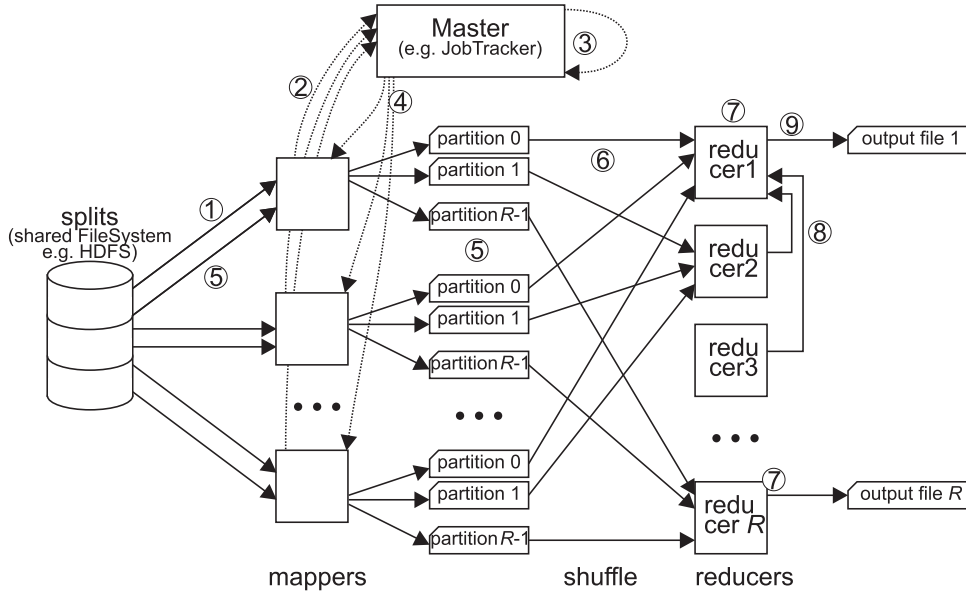 Master
(e.g. JobTracker)
③
②
④
⑦
⑨
partition 0
redu
cer1
output file 1
⑥
partition 1
①
splits
(shared FileSystem
e.g. HDFS)
partition R-1
⑧
⑤
⑤
redu
cer2
partition 0
partition 1
redu
cer3
partition R-1
• • •
• • •
• • •
partition 0
⑦
partition 1
redu
cer R
output file R
partition R-1
mappers
shuffle
reducers